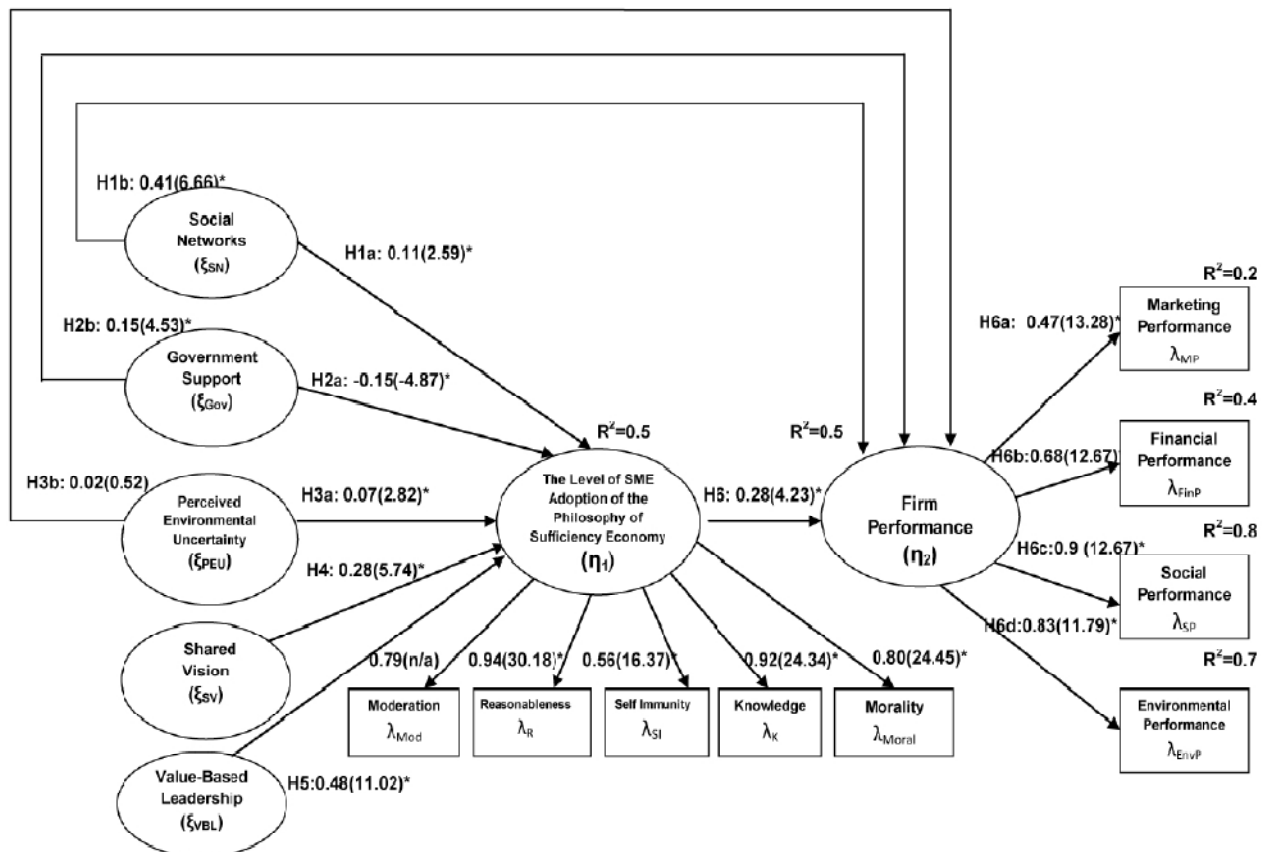 H1b: 0.41(6.66)*
Social
Networks
(ξSN)
H1a: 0.11(2.59)*
H2b: 0.15(4.53)*
Government
Support
(ξGov)
H2a: -0.15(-4.87)*
H3b: 0.02(0.52)
Perceived
Environmental
Uncertainty
(ξPEU)
H3a: 0.07(2.82)*
H4: 0.28(5.74)*
Shared
Vision
(ξSV)
Value-Based
Leadership
(ξVBL)
H5:0.48(11.02)*
R²=0.5
The Level of SME
Adoption of the
Philosophy of
Sufficiency Economy
(η1)
0.79(n/a)
0.94(30.18)*
0.56(16.37)*
0.92(24.34)*
0.80(24.45)*
Moderation
λMod
Reasonableness
λR
Self Immunity
λSI
Knowledge
λK
Morality
λMoral
H6: 0.28(4.23)*
R²=0.5
Firm
Performance
(η2)
H6a: 0.47(13.28)*
R²=0.2
Marketing
Performance
λMP
H6b:0.68(12.67)*
R²=0.4
Financial
Performance
λFinP
H6c:0.9 (12.67)*
R²=0.8
Social
Performance
λSP
H6d:0.83(11.79)*
R²=0.7
Environmental
Performance
λEnvP